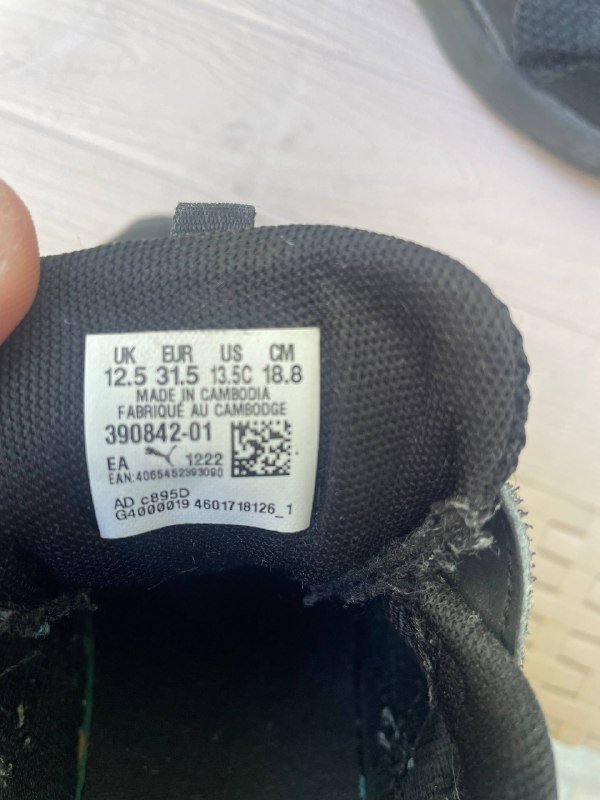 UK EUR US CM
12.5 31.5 13.5C 18.8
MADE IN CAMBODIA
FABRIQUÉ AU CAMBODGE
390842-01
EA 1222
EAN:4065452393090
AD c895D
G4000019 4601718126_1